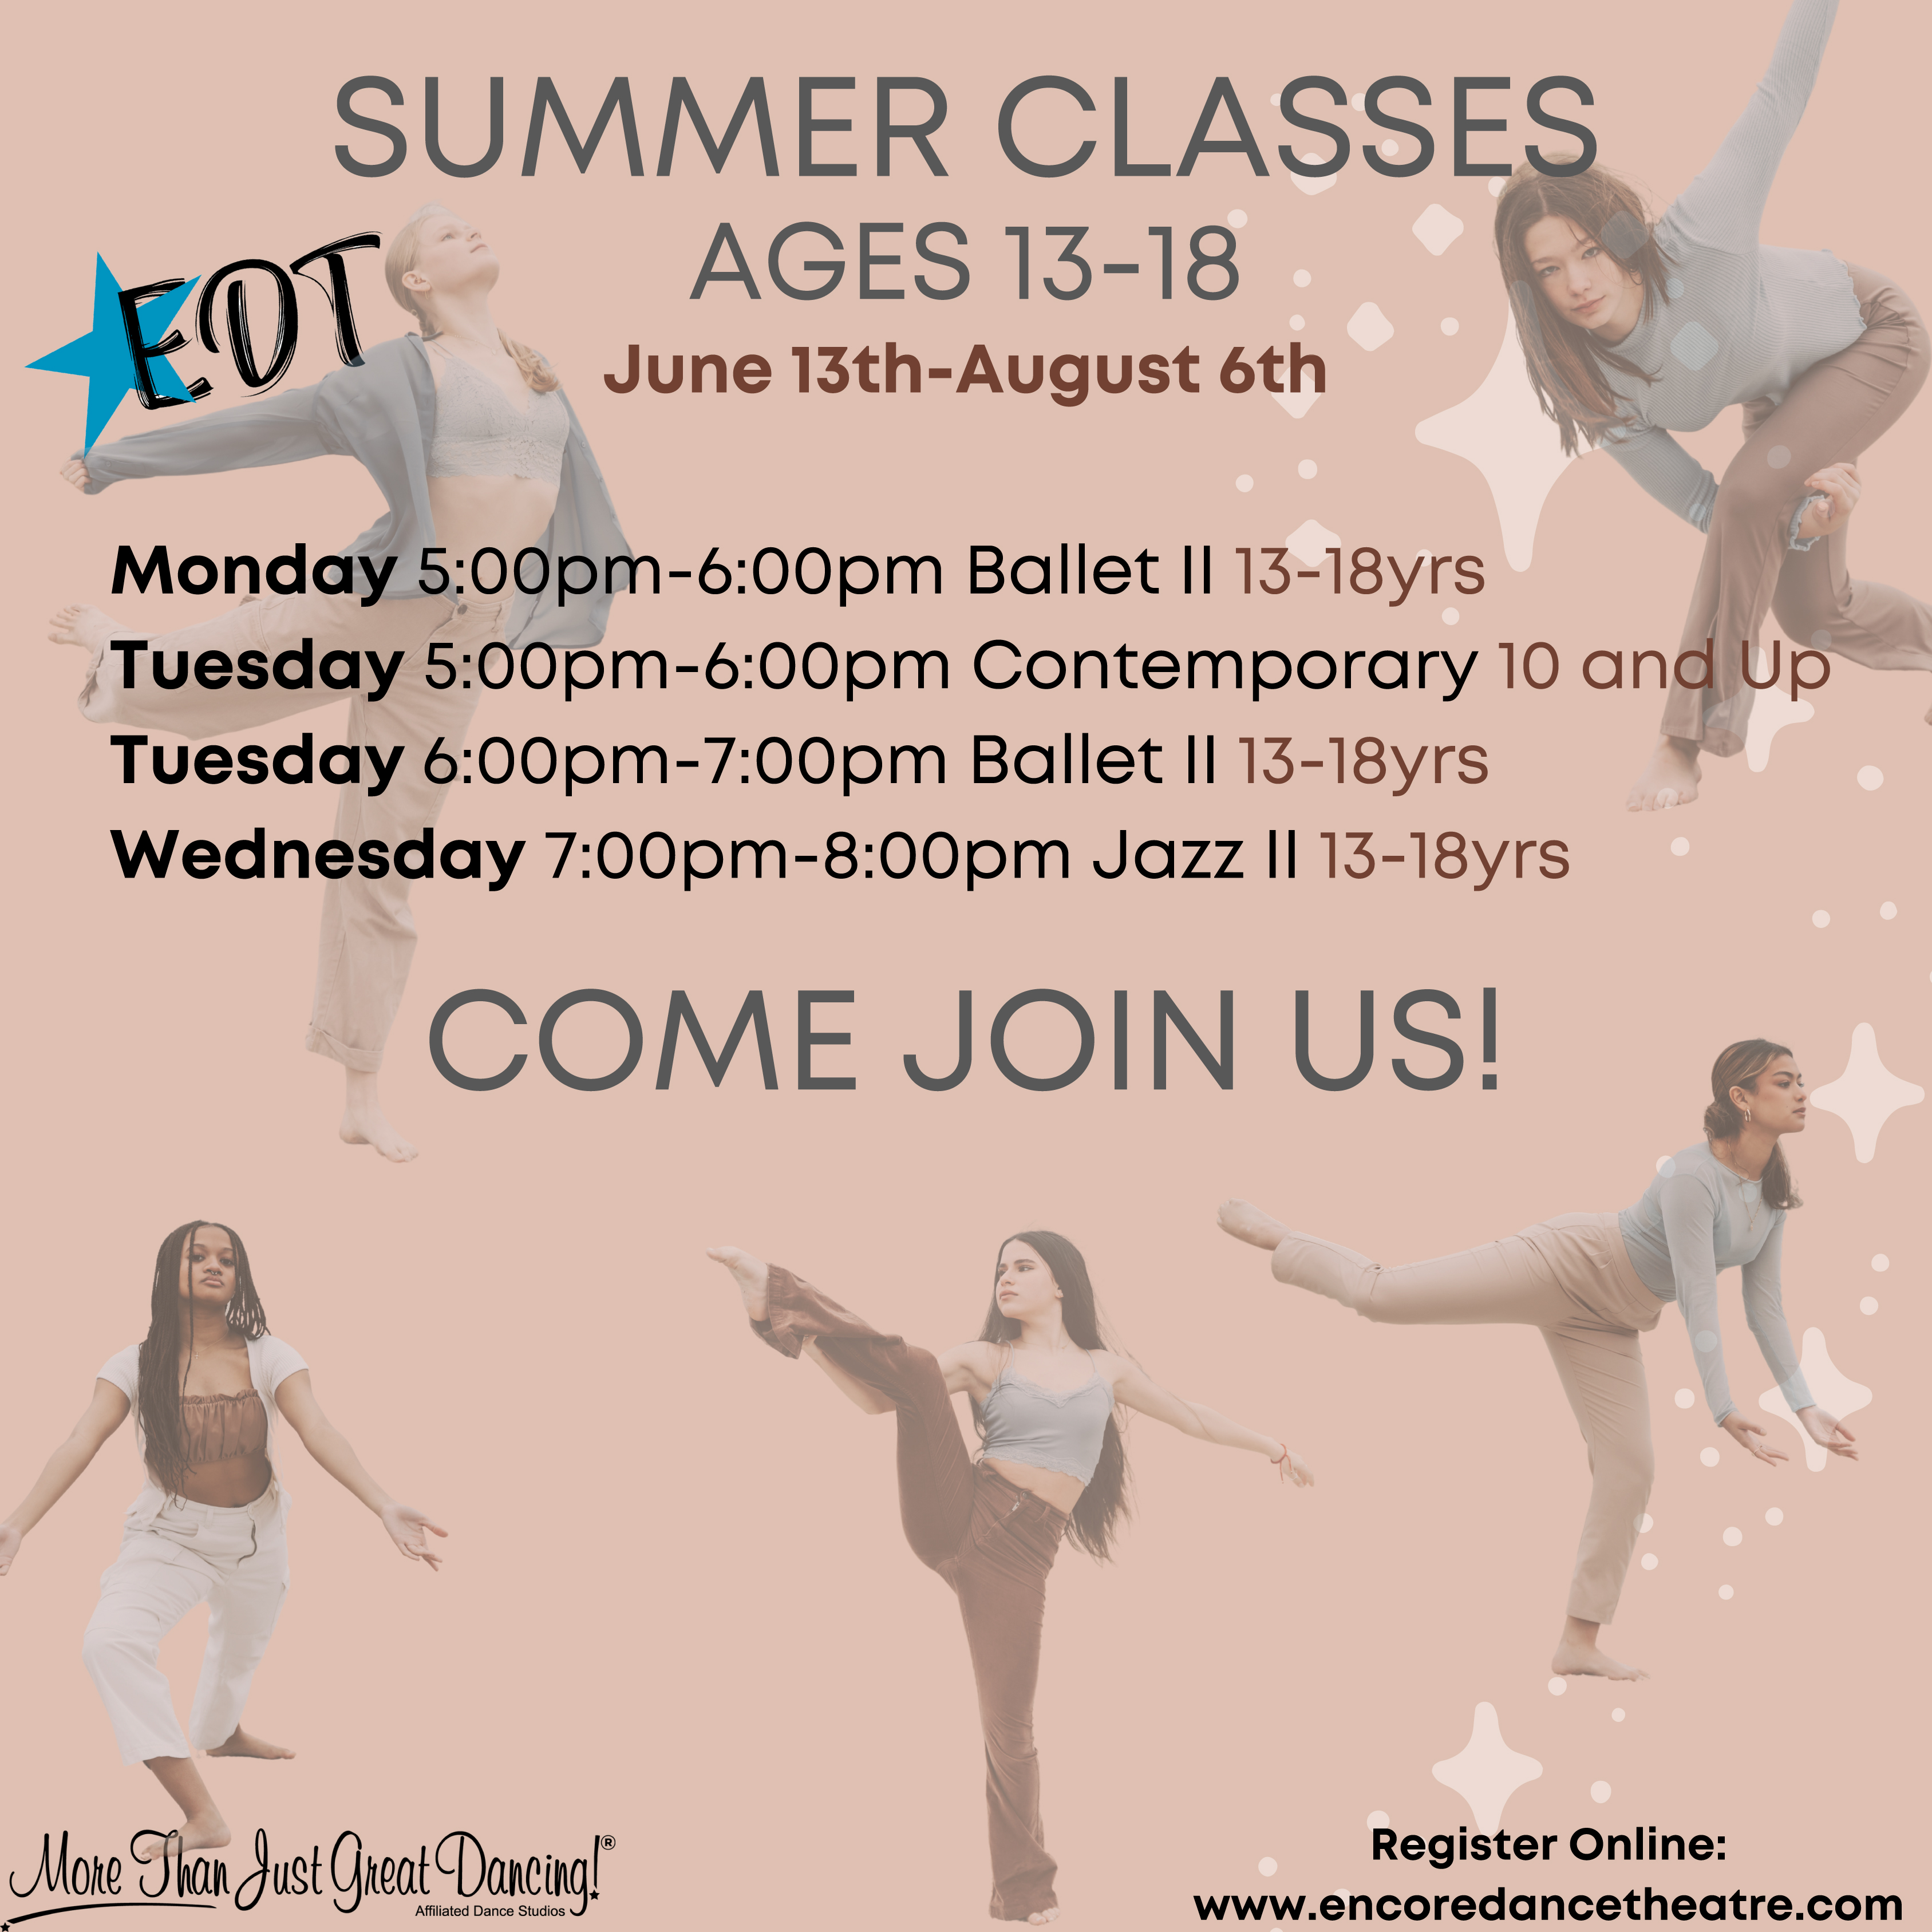 SUMMER CLASSES
AGES 13-18
EDT
June 13th-August 6th
Monday 5:00pm-6:00pm Ballet II 13-18yrs
Tuesday 5:00pm-6:00pm Contemporary 10 and Up
Tuesday 6:00pm-7:00pm Ballet II 13-18yrs
Wednesday 7:00pm-8:00pm Jazz II 13-18yrs
COME JOIN US!
More Than Just Great Dancing!®
Affiliated Dance Studios
Register Online:
www.encoredancetheatre.com